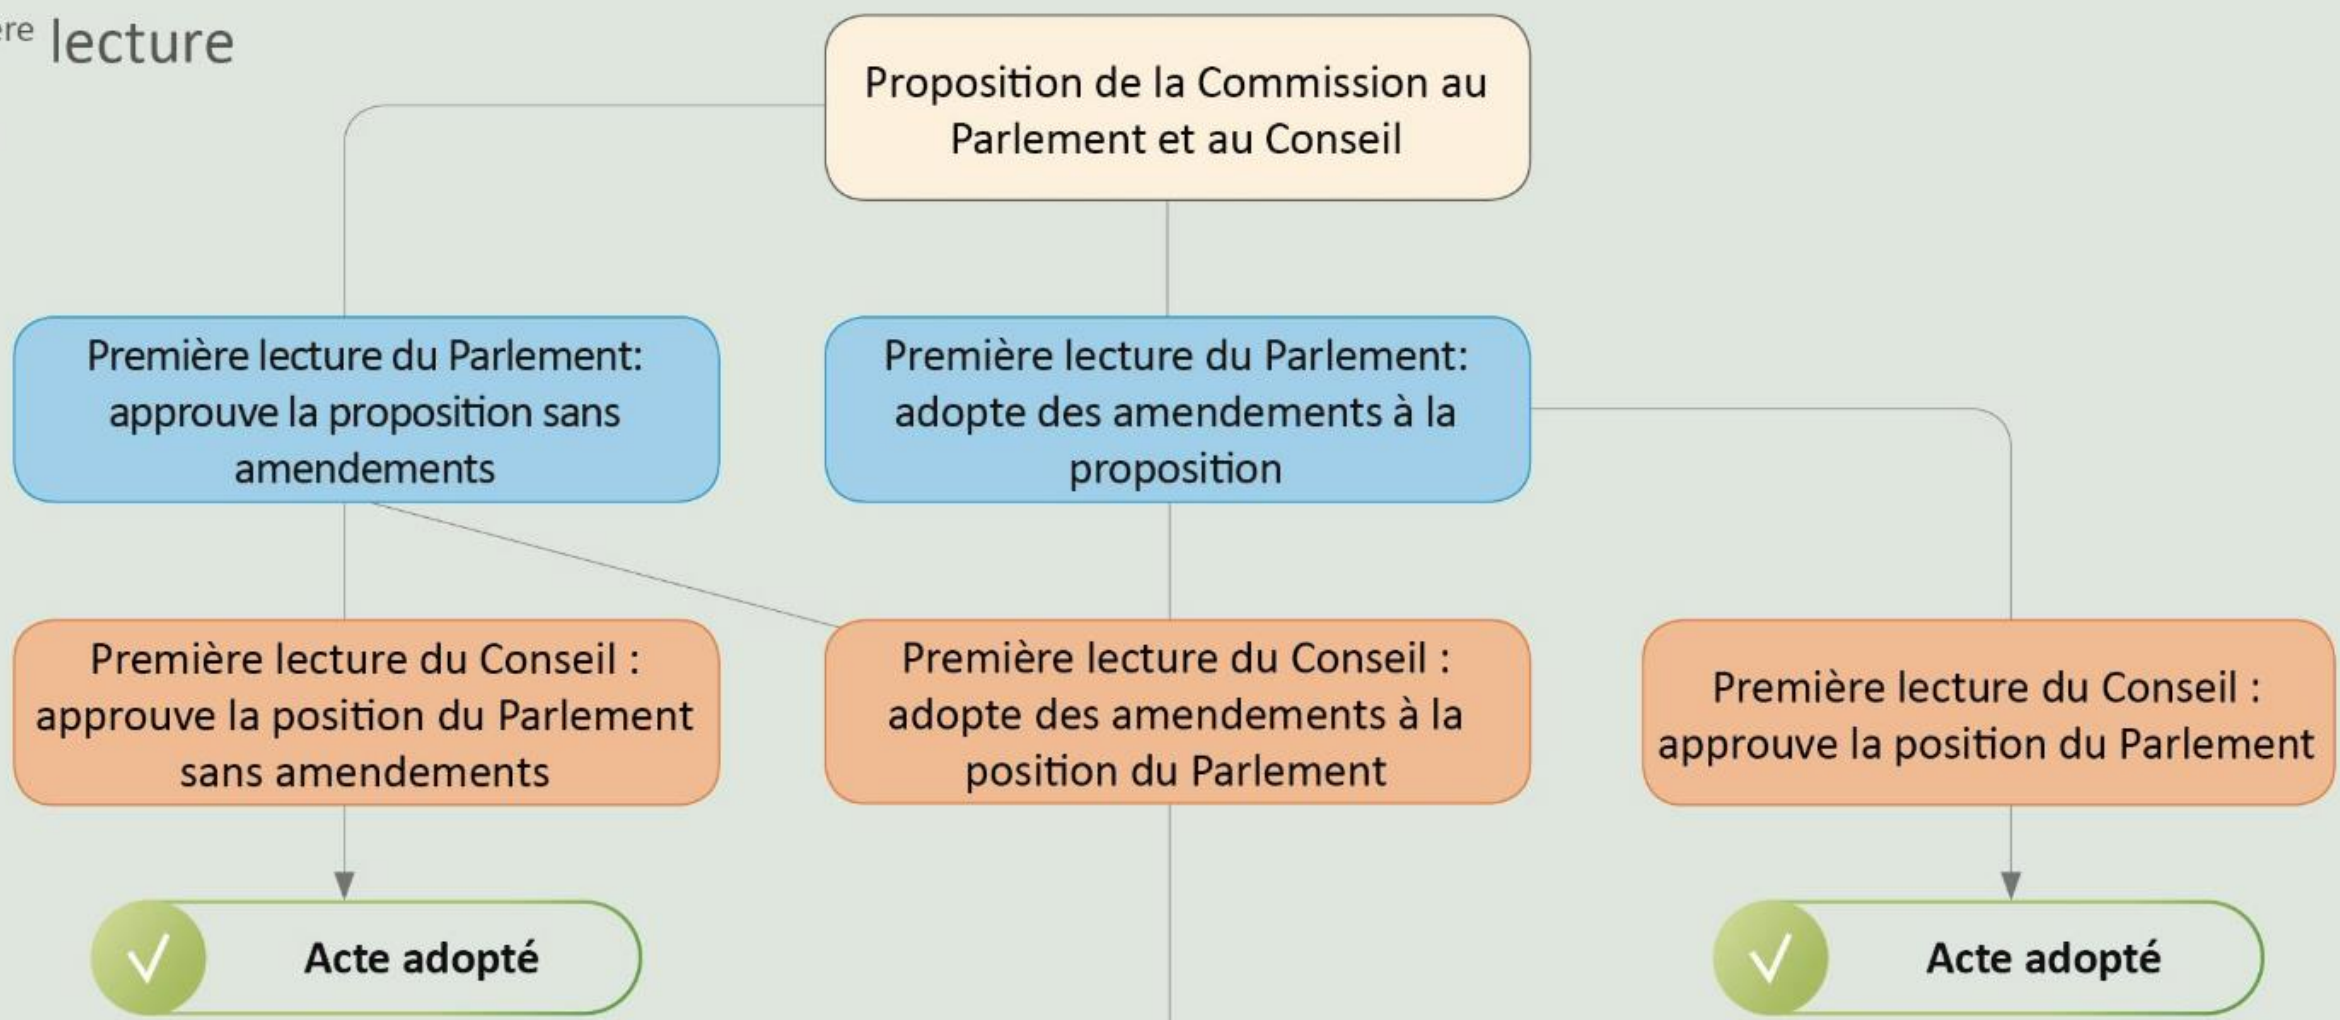 ère lecture
Proposition de la Commission au
Parlement et au Conseil
Première lecture du Parlement:
approuve la proposition sans
amendements
Première lecture du Parlement:
adopte des amendements à la
proposition
Première lecture du Conseil :
approuve la position du Parlement
sans amendements
Première lecture du Conseil :
adopte des amendements à la
position du Parlement
Première lecture du Conseil :
approuve la position du Parlement
Acte adopté
Acte adopté